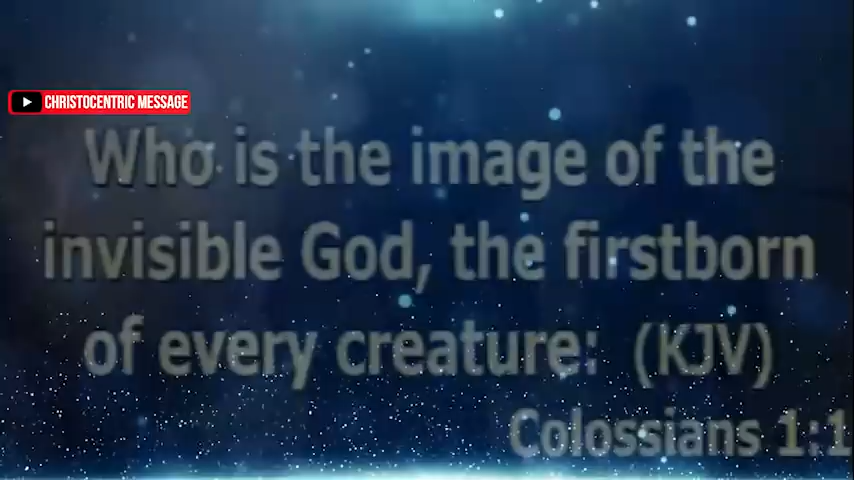 CHRISTOCENTRIC MESSAGE
Who is the image of the
invisible God, the firstborn
of every creature: (KJV)
Colossians 1:1